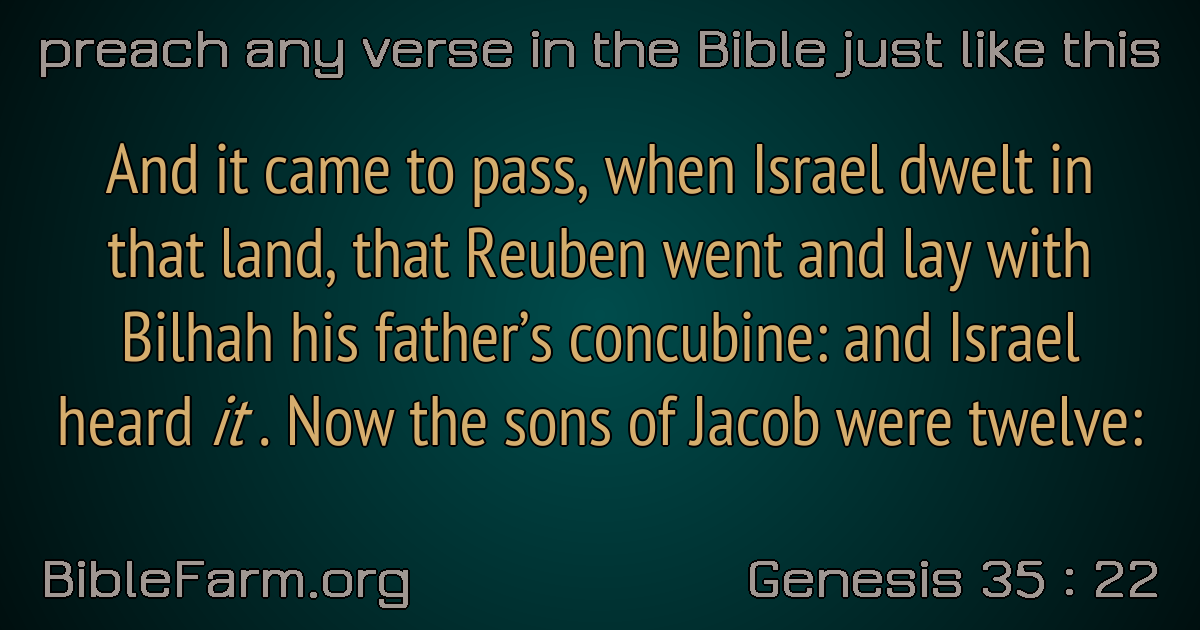 preach any verse in the Bible just like this
And it came to pass, when Israel dwelt in
that land, that Reuben went and lay with
Bilhah his father’s concubine: and Israel
heard it . Now the sons of Jacob were twelve:
BibleFarm.org
Genesis 35 : 22